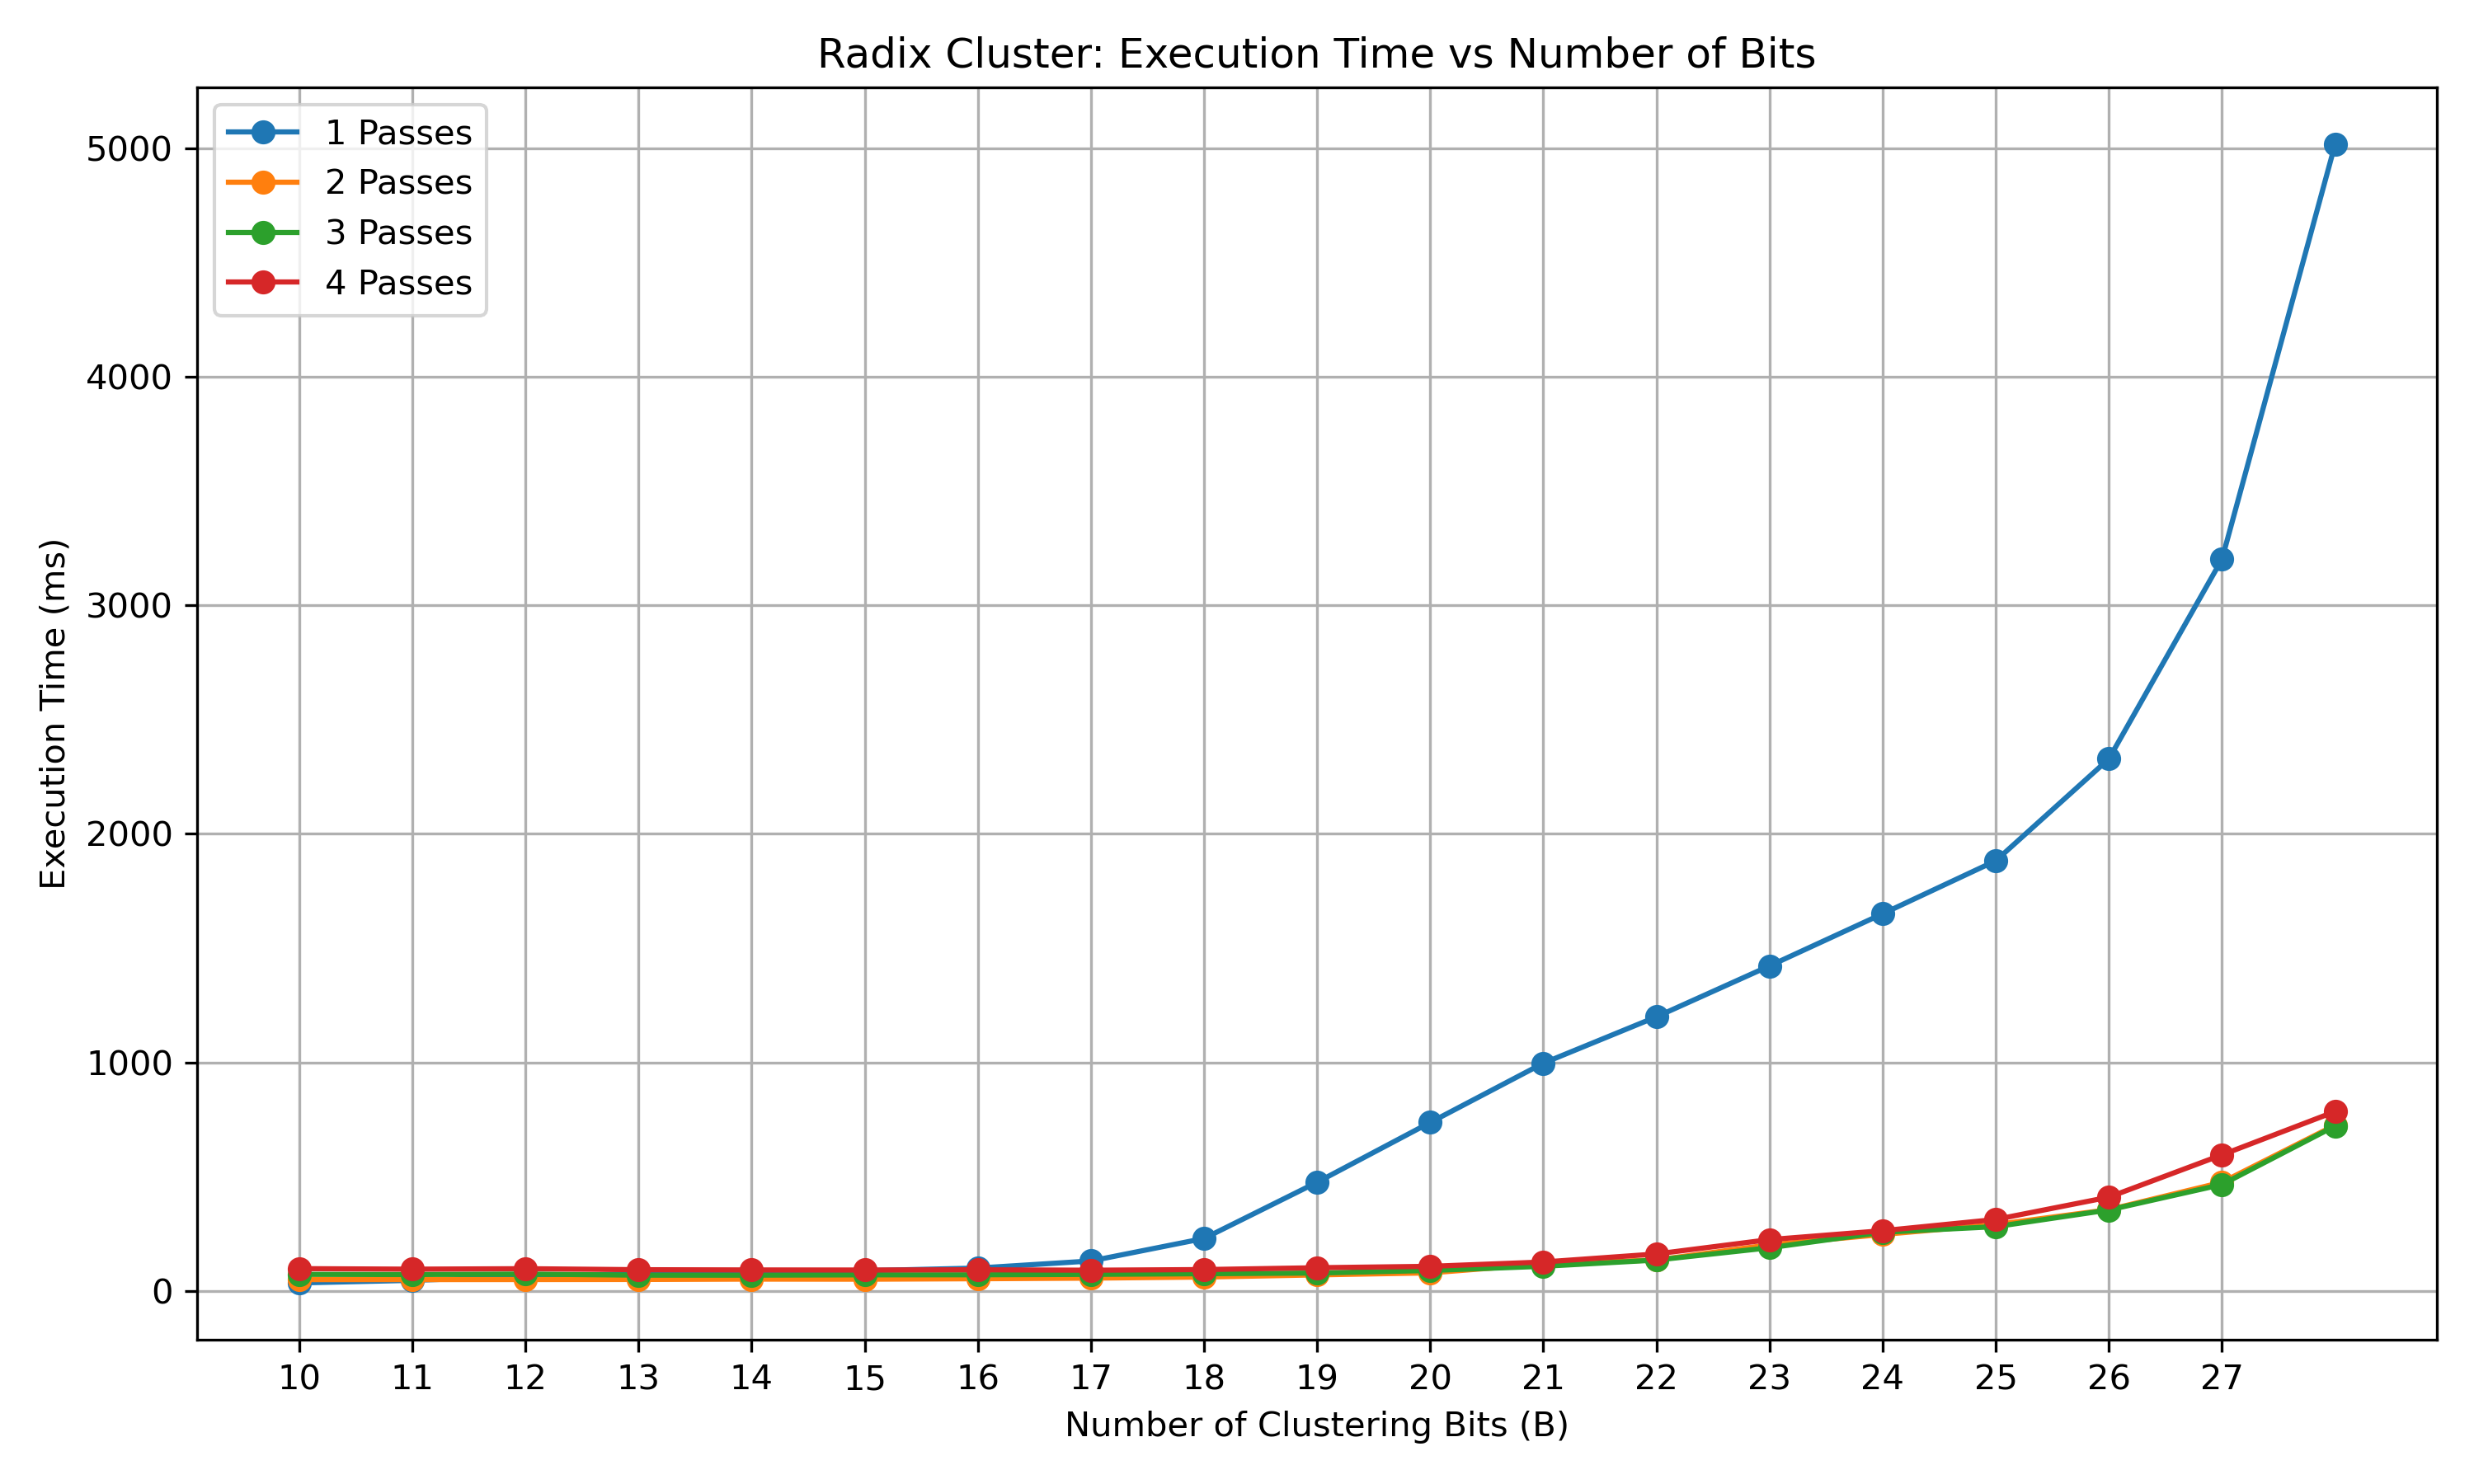 Radix Cluster: Execution Time vs Number of Bits
1 Passes
2 Passes
3 Passes
4 Passes
Execution Time (ms)
5000
4000
3000
2000
1000
0
10 11 12 13 14 15 16 17 18 19 20 21 22 23 24 25 26 27
Number of Clustering Bits (B)